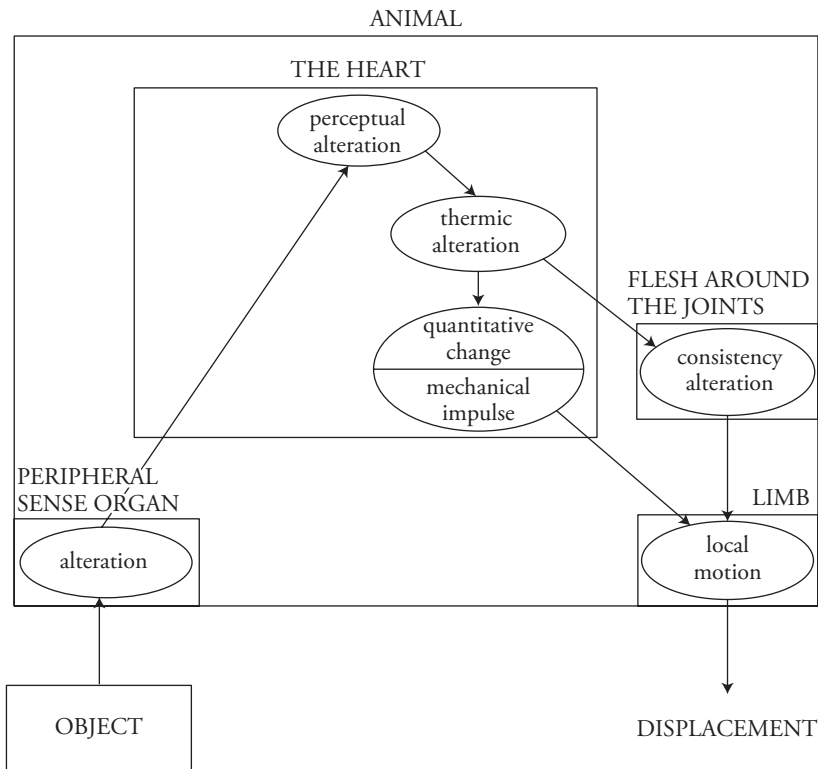 ANIMAL
THE HEART
perceptual
alteration
thermic
alteration
FLESH AROUND
THE JOINTS
quantitative
change
mechanical
impulse
consistency
alteration
PERIPHERAL
SENSE ORGAN
alteration
LIMB
local
motion
OBJECT
DISPLACEMENT